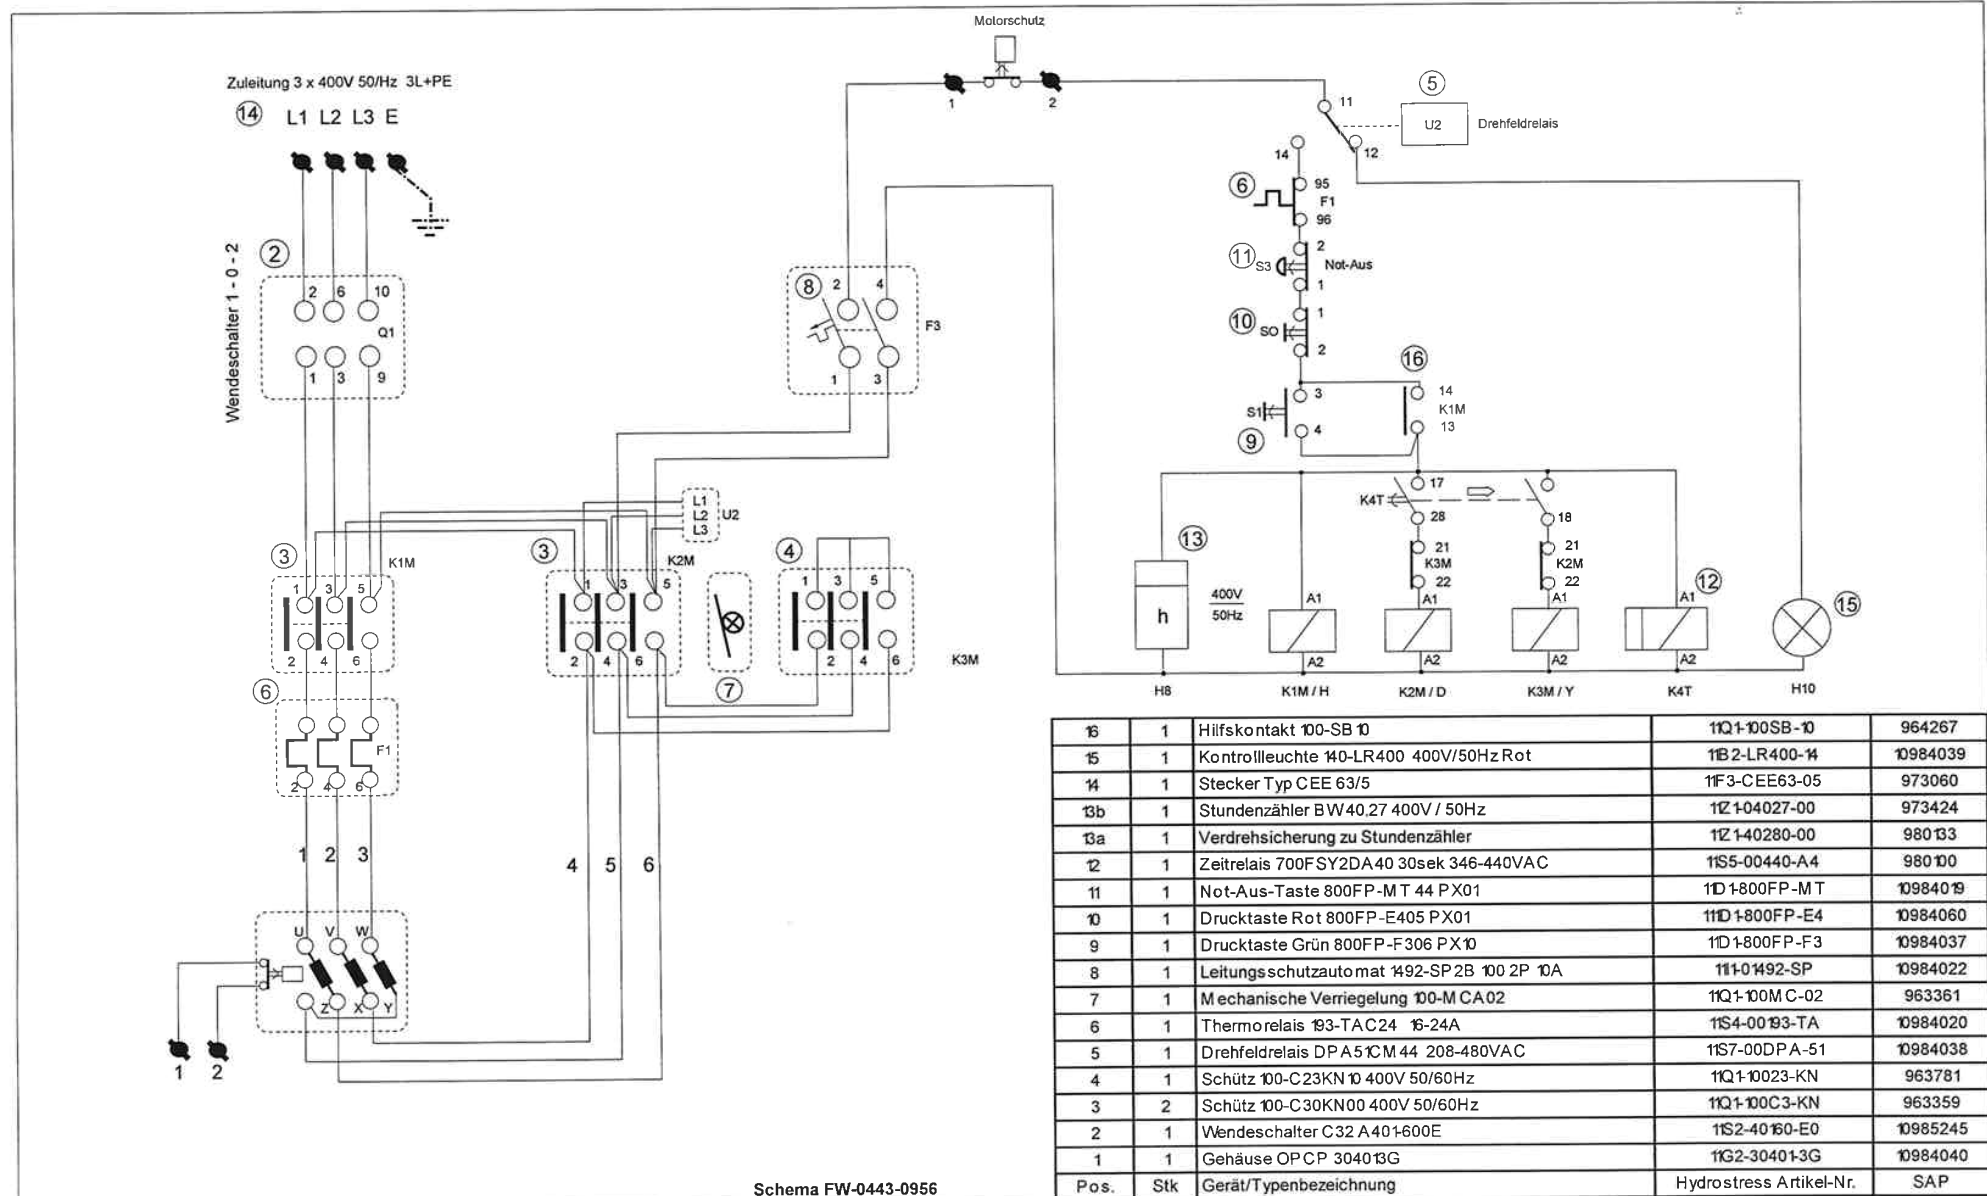 Motorschutz
1
2
Zuleitung 3 x 400V 50/Hz 3L+PE
14 L1 L2 L3 E
Wendeschalter 1 - 0 - 2
2
2 6 10
Q1
1 3 9
8
2 4
F3
1 3
11
12
5
U2
Drehfeldrelais
14
6
95
F1
96
11
2
S3
Not-Aus
1
10
1
SO
2
16
3
14
S1
K1M
4
13
9
L1
L2
L3
U2
3
K1M
1 3 5
2 4 6
3
K2M
1 3 5
2 4 6
7
4
1 3 5
2 4 6
K3M
6
F1
2 4 6
1 2 3
4 5 6
U V W
Z X Y
1 2
17
K4T
28
18
21
K3M
22
21
K2M
22
13
h
400V
50Hz
A1
A2
A1
A2
A1
A2
12
A1
A2
15
H8 K1M / H K2M / D K3M / Y K4T H10
16 1 Hilfskontakt 100-SB 10 11Q1-100SB-10 964267
15 1 Kontrollleuchte 140-LR400 400V/50Hz Rot 11B2-LR400-14 10984039
14 1 Stecker Typ CEE 63/5 11F3-CEE63-05 973060
13b 1 Stundenzähler BW40,27 400V / 50Hz 11Z1-04027-00 973424
13a 1 Verdrehsicherung zu Stundenzähler 11Z1-40280-00 980133
12 1 Zeitrelais 700FSY2DA40 30sek 346-440VAC 11S5-00440-A4 980100
11 1 Not-Aus-Taste 800FP-MT 44 PX01 11D1-800FP-MT 10984019
10 1 Drucktaste Rot 800FP-E405 PX01 111D1-800FP-E4 10984060
9 1 Drucktaste Grün 800FP-F306 PX10 11D1-800FP-F3 10984037
8 1 Leitungsschutzautomat 1492-SP2B 100 2P 10A 11I1-01492-SP 10984022
7 1 Mechanische Verriegelung 100-MCA02 11Q1-100MC-02 963361
6 1 Thermorelais 193-TAC24 16-24A 11S4-00193-TA 10984020
5 1 Drehfeldrelais DPA51CM44 208-480VAC 11S7-00DPA-51 10984038
4 1 Schütz 100-C23KN10 400V 50/60Hz 11Q1-10023-KN 963781
3 2 Schütz 100-C30KN00 400V 50/60Hz 11Q1-100C3-KN 963359
2 1 Wendeschalter C32 A401-600E 11S2-40160-E0 10985245
1 1 Gehäuse OPCP 304013G 11G2-30401-3G 10984040
Pos. Stk Gerät/Typenbezeichnung Hydrostress Artikel-Nr. SAP
Schema FW-0443-0956